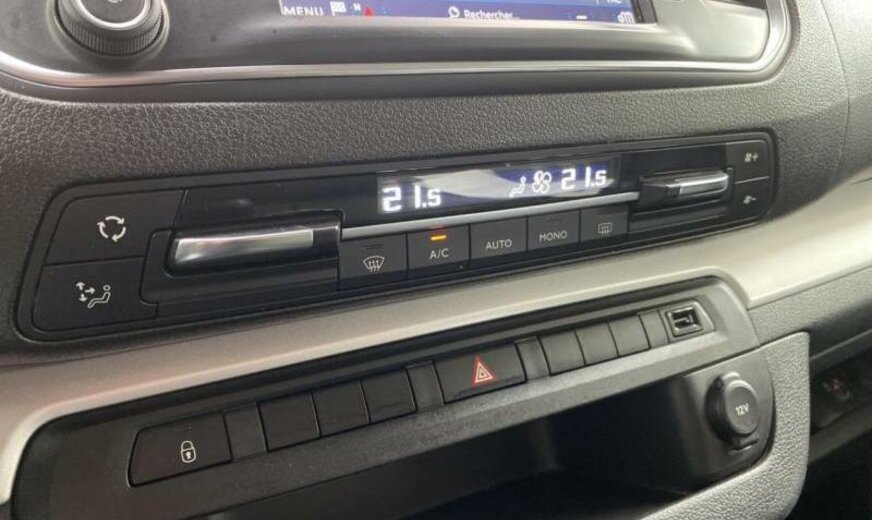 MENU N Rechercher...
21.5 21.5
A/C AUTO MONO
12V